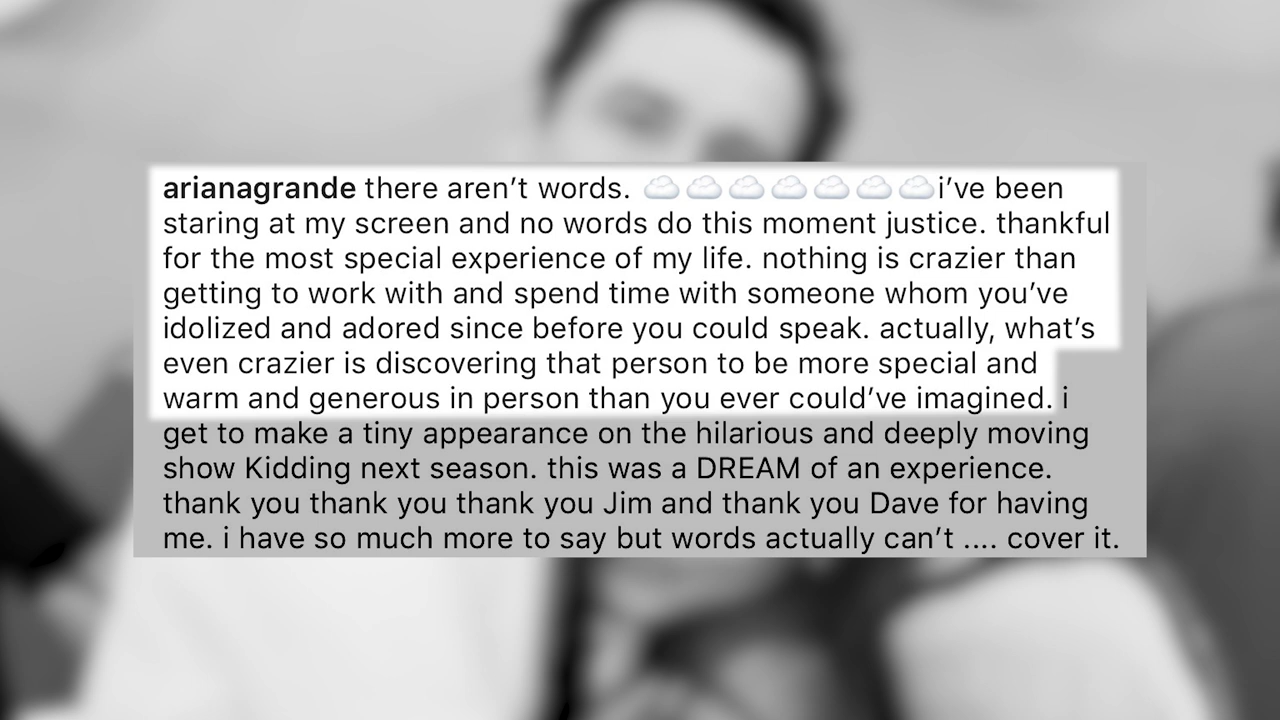 arianagrande there aren’t words. ☁️☁️☁️☁️☁️☁️☁️i’ve been
staring at my screen and no words do this moment justice. thankful
for the most special experience of my life. nothing is crazier than
getting to work with and spend time with someone whom you’ve
idolized and adored since before you could speak. actually, what’s
even crazier is discovering that person to be more special and
warm and generous in person than you ever could’ve imagined. i
get to make a tiny appearance on the hilarious and deeply moving
show Kidding next season. this was a DREAM of an experience.
thank you thank you thank you Jim and thank you Dave for having
me. i have so much more to say but words actually can’t .... cover it.